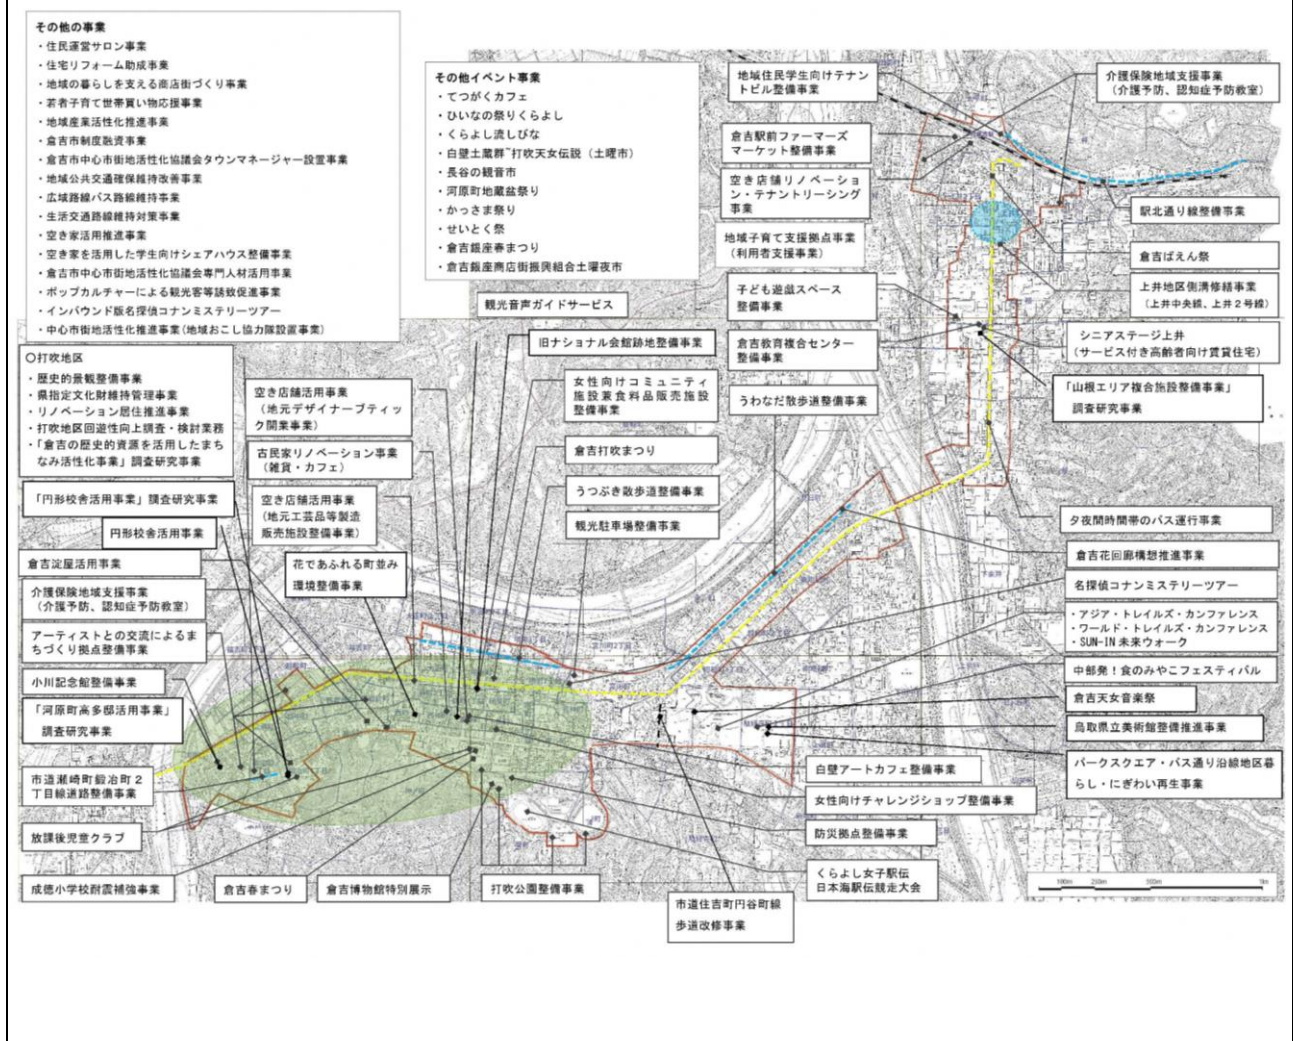 その他の事業
・住民運営サロン事業
・住宅リフォーム助成事業
・地域の暮らしを支える商店街づくり事業
・若者子育て世帯買い物応援事業
・地域産業活性化推進事業
・倉吉市制度融資事業
・倉吉市中心市街地活性化協議会タウンマネージャー設置事業
・地域公共交通確保維持改善事業
・広域路線バス路線維持事業
・生活交通路線維持対策事業
・空き家活用推進事業
・空き家を活用した学生向けシェアハウス整備事業
・倉吉市中心市街地活性化協議会専門人材活用事業
・ポップカルチャーによる観光客等誘致促進事業
・インバウンド版名探偵コナンミステリーツアー
・中心市街地活性化推進事業(地域おこし協力隊設置事業)
その他イベント事業
・てつがくカフェ
・ひいなの祭りくらよし
・くらよし流しびな
・白壁土蔵群~打吹天女伝説（土曜市）
・長谷の観音市
・河原町地蔵盆祭り
・かっさま祭り
・せいとく祭
・倉吉銀座春まつり
・倉吉銀座商店街振興組合土曜夜市
地域住民学生向けテナン
トビル整備事業
介護保険地域支援事業
（介護予防、認知症予防教室）
倉吉駅前ファーマーズ
マーケット整備事業
空き店舗リノベーショ
ン・テナントリーシング
事業
駅北通り線整備事業
地域子育て支援拠点事業
（利用者支援事業）
倉吉ばえん祭
子ども遊戯スペース
整備事業
上井地区側溝修繕事業
（上井中央線、上井２号線）
観光音声ガイドサービス
旧ナショナル会館跡地整備事業
倉吉教育複合センター
整備事業
シニアステージ上井
（サービス付き高齢者向け賃貸住宅）
〇打吹地区
・歴史的景観整備事業
・県指定文化財維持管理事業
・リノベーション居住推進事業
・打吹地区回遊性向上調査・検討業務
・「倉吉の歴史的資源を活用したまち
なみ活性化事業」調査研究事業
空き店舗活用事業
（地元デザイナーブティッ
ク開業事業）
女性向けコミュニティ
施設兼食料品販売施設
整備事業
うわなだ散歩道整備事業
「山根エリア複合施設整備事業」
調査研究事業
古民家リノベーション事業
（雑貨・カフェ）
倉吉打吹まつり
「円形校舎活用事業」調査研究事業
空き店舗活用事業
（地元工芸品等製造
販売施設整備事業）
うつぶき散歩道整備事業
円形校舎活用事業
観光駐車場整備事業
夕夜間時間帯のバス運行事業
倉吉淀屋活用事業
花であふれる町並み
環境整備事業
倉吉花回廊構想推進事業
介護保険地域支援事業
（介護予防、認知症予防教室）
名探偵コナンミステリーツアー
アーティストとの交流によるま
ちづくり拠点整備事業
・アジア・トレイルズ・カンファレンス
・ワールド・トレイルズ・カンファレンス
・SUN-IN 未来ウォーク
小川記念館整備事業
中部発！食のみやこフェスティバル
「河原町高多邸活用事業」
調査研究事業
倉吉天女音楽祭
鳥取県立美術館整備推進事業
市道瀬崎町鍛冶町２
丁目線道路整備事業
白壁アートカフェ整備事業
パークスクエア・バス通り沿線地区暮
らし・にぎわい再生事業
女性向けチャレンジショップ整備事業
放課後児童クラブ
防災拠点整備事業
成徳小学校耐震補強事業
倉吉春まつり
倉吉博物館特別展示
打吹公園整備事業
くらよし女子駅伝
日本海駅伝競走大会
市道住吉町円谷町線
歩道改修事業
100m 250m 500m 1km